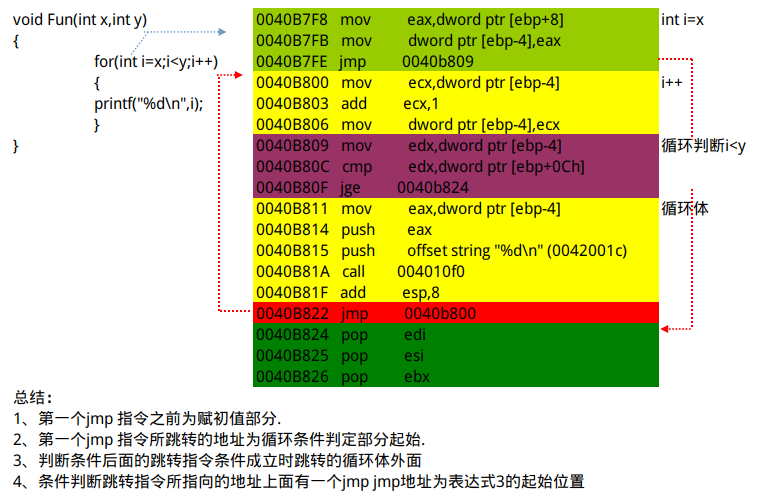 void Fun(int x,int y)
{
for(int i=x;i<y;i++)
{
printf("%d\n",i);
}
}
0040B7F8 mov eax,dword ptr [ebp+8] int i=x
0040B7FB mov dword ptr [ebp-4],eax
0040B7FE jmp 0040b809
0040B800 mov ecx,dword ptr [ebp-4] i++
0040B803 add ecx,1
0040B806 mov dword ptr [ebp-4],ecx
0040B809 mov edx,dword ptr [ebp-4] 循环判断i<y
0040B80C cmp edx,dword ptr [ebp+0Ch]
0040B80F jge 0040b824
0040B811 mov eax,dword ptr [ebp-4] 循环体
0040B814 push eax
0040B815 push offset string "%d\n" (0042001c)
0040B81A call 004010f0
0040B81F add esp,8
0040B822 jmp 0040b800
0040B824 pop edi
0040B825 pop esi
0040B826 pop ebx
总结：
1、第一个jmp 指令之前为赋初值部分.
2、第一个jmp 指令所跳转的地址为循环条件判定部分起始.
3、判断条件后面的跳转指令条件成立时跳转的循环体外面
4、条件判断跳转指令所指向的地址上面有一个jmp jmp地址为表达式3的起始位置